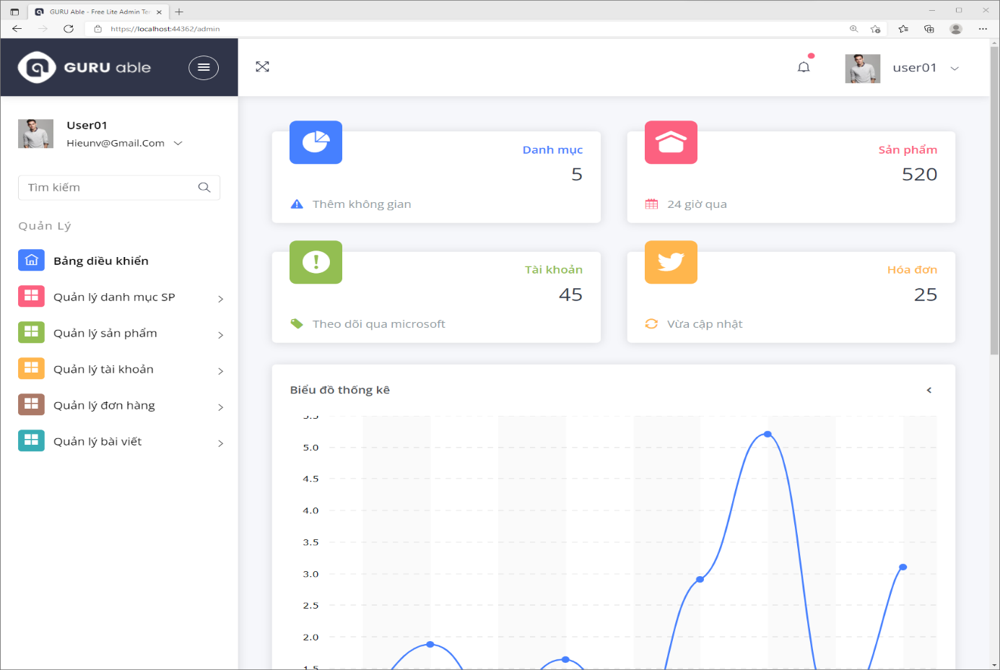 GURU Able - Free Lite Admin Te
https://localhost:44362/admin
GURU able
user01
User01
Hieunv@Gmail.Com
Tìm kiếm
Quản Lý
Bảng điều khiển
Quản lý danh mục SP
Quản lý sản phẩm
Quản lý tài khoản
Quản lý đơn hàng
Quản lý bài viết
Danh mục
5
Thêm không gian
Sản phẩm
520
24 giờ qua
Tài khoản
45
Theo dõi qua microsoft
Hóa đơn
25
Vừa cập nhật
Biểu đồ thống kê
5.5
5.0
4.5
4.0
3.5
3.0
2.5
2.0
1.5